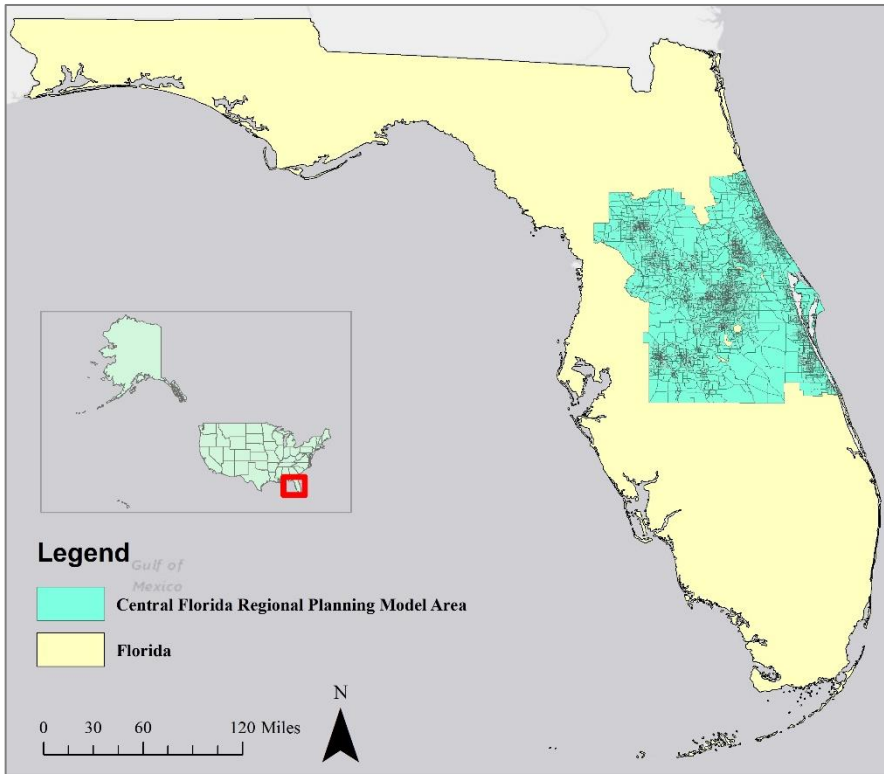 Legend
Gulf of
Mexico
Central Florida Regional Planning Model Area
Florida
N
0 30 60 120 Miles